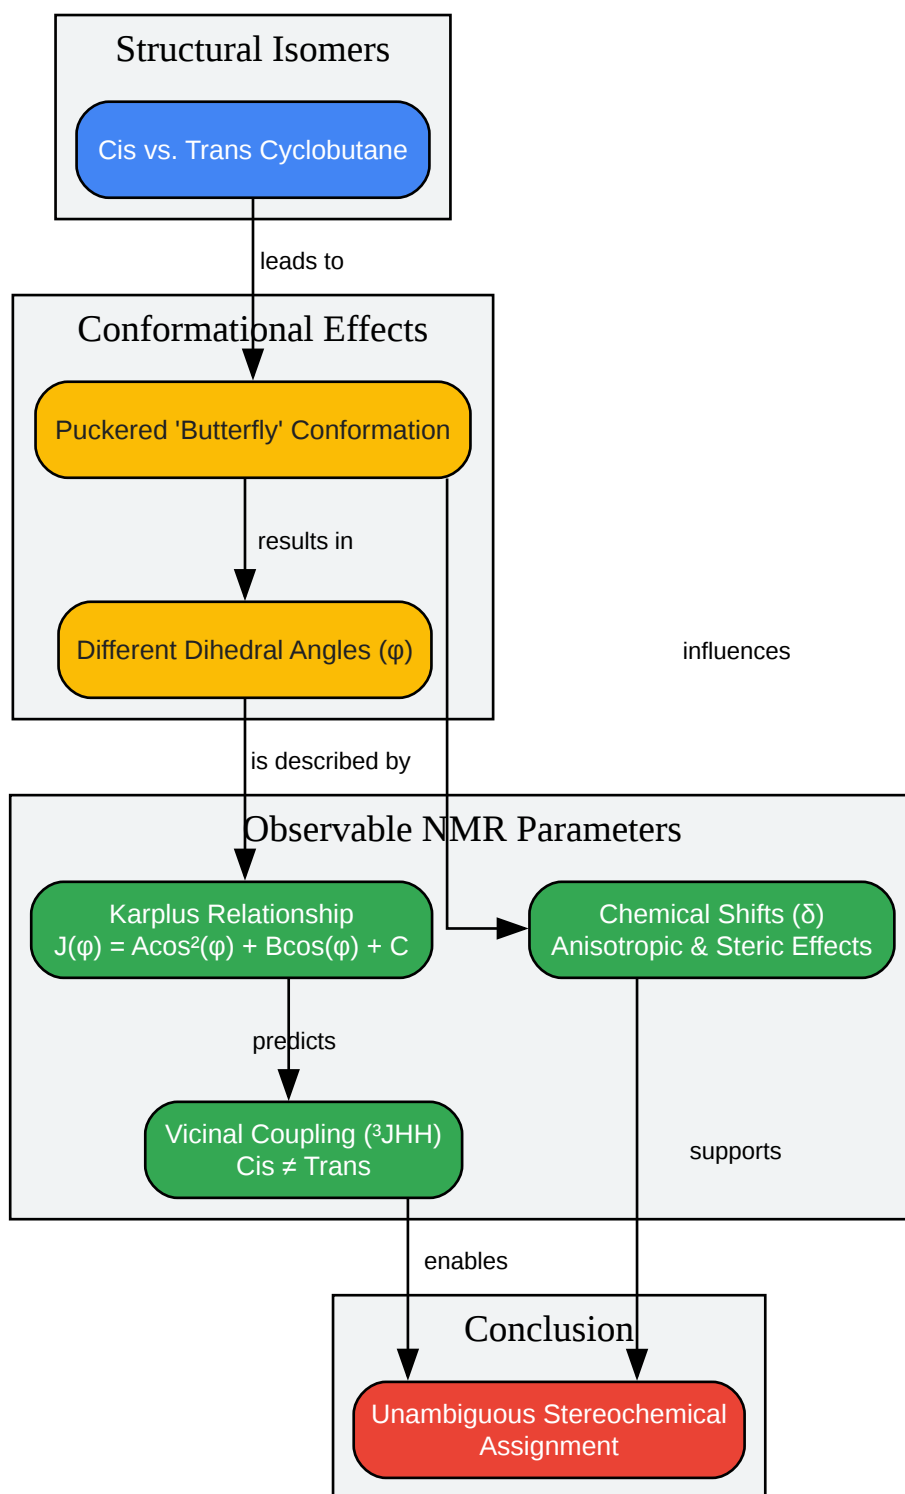 Structural Isomers
Cis vs. Trans Cyclobutane
leads to
Conformational Effects
Puckered 'Butterfly' Conformation
results in
Different Dihedral Angles (φ)
influences
is described by
Observable NMR Parameters
Karplus Relationship
J(φ) = Acos²(φ) + Bcos(φ) + C
Chemical Shifts (δ)
Anisotropic & Steric Effects
predicts
Vicinal Coupling (³JHH)
Cis ≠ Trans
supports
enables
Conclusion
Unambiguous Stereochemical
Assignment